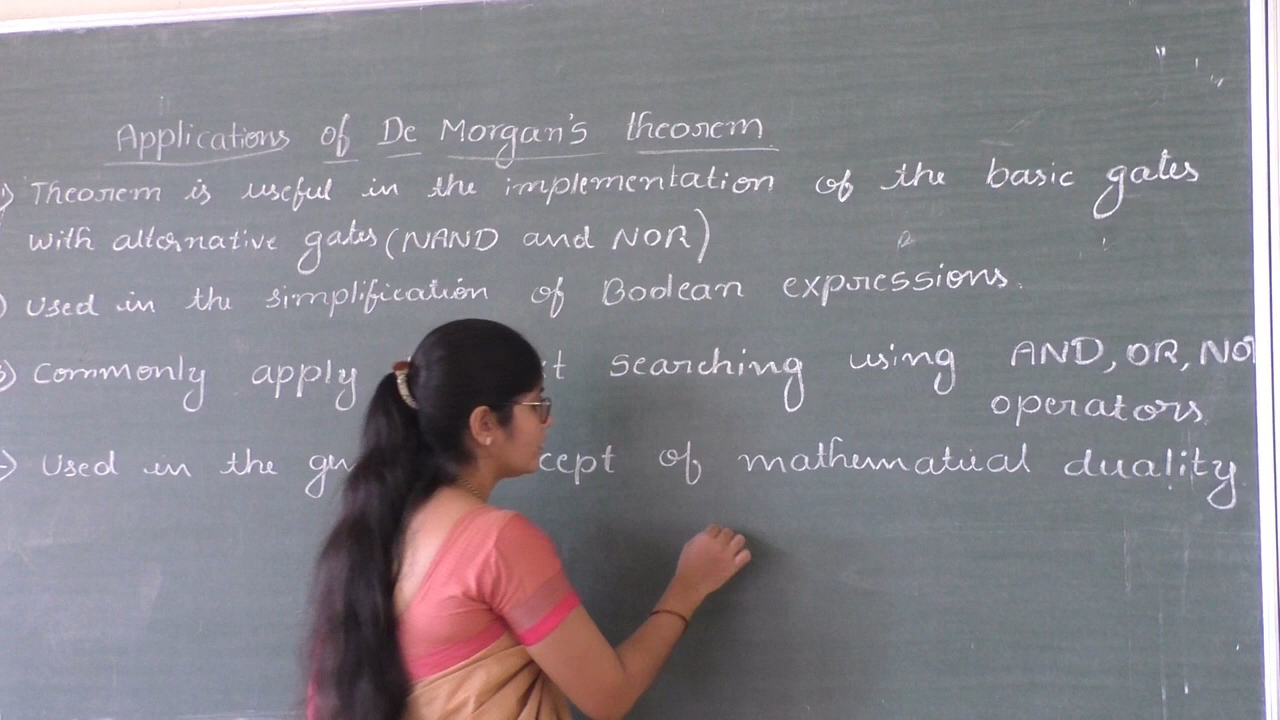 Applications of De Morgan's theorem
1) Theorem is useful in the implementation of the basic gates
with alternative gates (NAND and NOR)
) Used in the simplification of Boolean expressions.
3) Commonly apply searching using AND, OR, NO
operators
) Used in the of mathematical duality